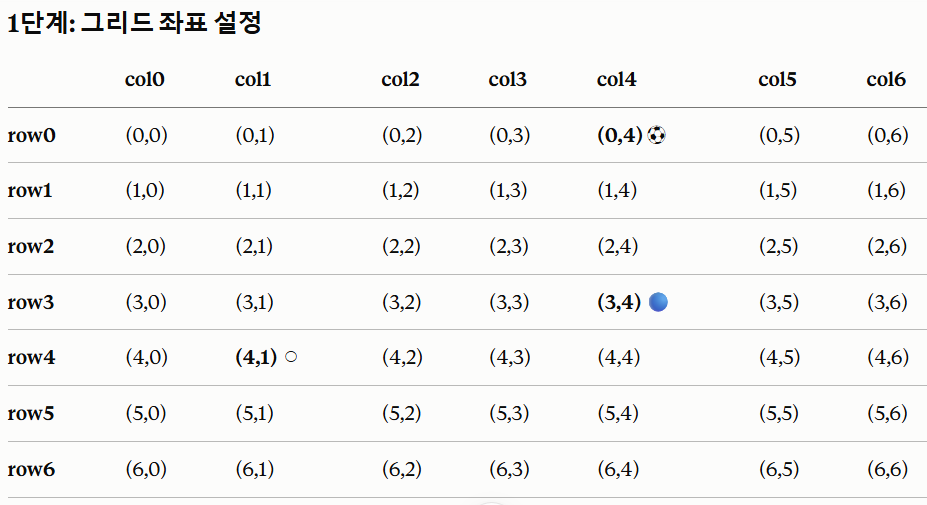 1단계: 그리드 좌표 설정
col0 col1 col2 col3 col4 col5 col6
row0 (0,0) (0,1) (0,2) (0,3) (0,4) ⚽ (0,5) (0,6)
row1 (1,0) (1,1) (1,2) (1,3) (1,4) (1,5) (1,6)
row2 (2,0) (2,1) (2,2) (2,3) (2,4) (2,5) (2,6)
row3 (3,0) (3,1) (3,2) (3,3) (3,4) 🔵 (3,5) (3,6)
row4 (4,0) (4,1) ○ (4,2) (4,3) (4,4) (4,5) (4,6)
row5 (5,0) (5,1) (5,2) (5,3) (5,4) (5,5) (5,6)
row6 (6,0) (6,1) (6,2) (6,3) (6,4) (6,5) (6,6)